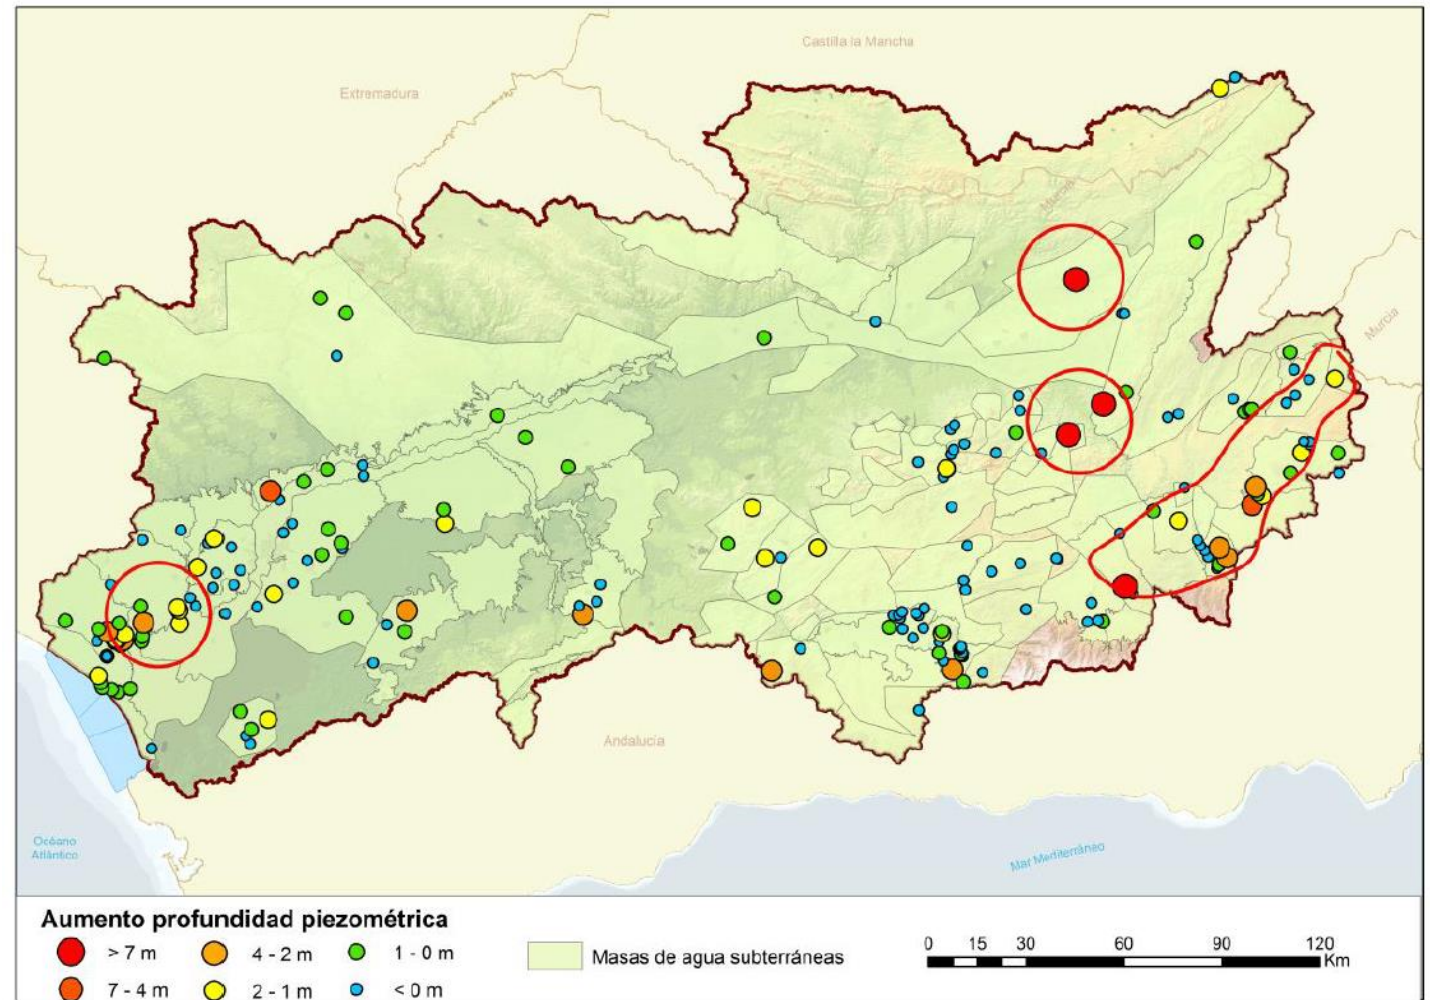 Castilla la Mancha
Extremadura
Murcia
Murcia
Andalucía
Océano
Atlántico
Mar Mediterráneo
Aumento profundidad piezométrica
> 7 m
4 - 2 m
1 - 0 m
7 - 4 m
2 - 1 m
< 0 m
Masas de agua subterráneas
0 15 30 60 90 120
Km